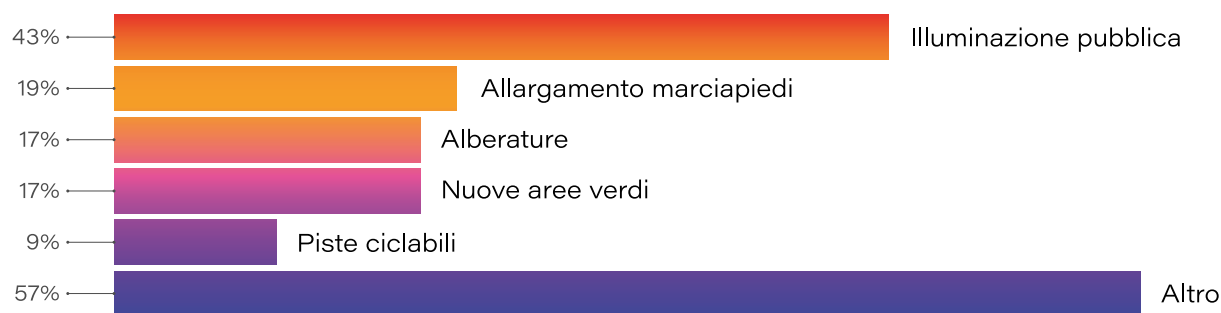 43% Illuminazione pubblica
19% Allargamento marciapiedi
17% Alberature
17% Nuove aree verdi
9% Piste ciclabili
57% Altro